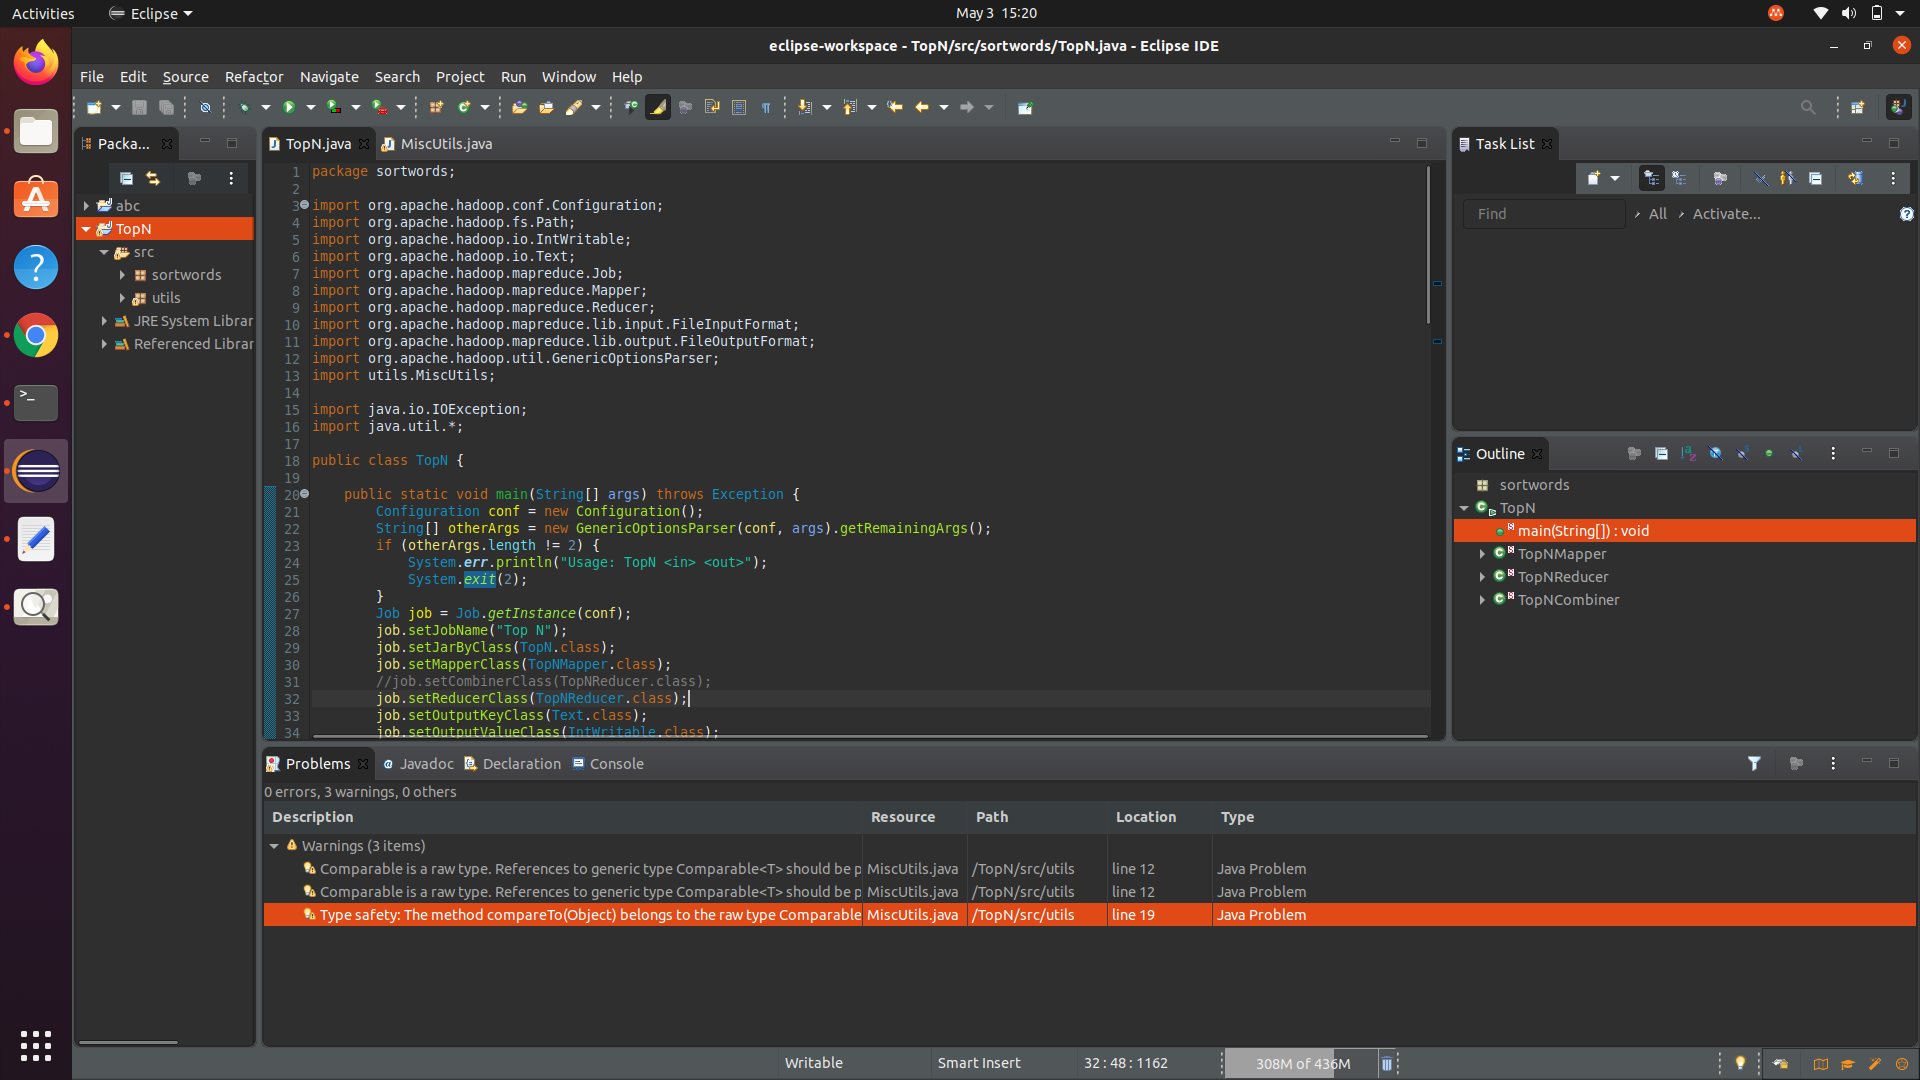 Activities
Eclipse
May 3 15:20
eclipse-workspace - TopN/src/sortwords/TopN.java - Eclipse IDE
File Edit Source Refactor Navigate Search Project Run Window Help
Packa...
abc
TopN
src
sortwords
utils
JRE System Librar
Referenced Librar
TopN.java
MiscUtils.java
1 package sortwords;
2
3 import org.apache.hadoop.conf.Configuration;
4 import org.apache.hadoop.fs.Path;
5 import org.apache.hadoop.io.IntWritable;
6 import org.apache.hadoop.io.Text;
7 import org.apache.hadoop.mapreduce.Job;
8 import org.apache.hadoop.mapreduce.Mapper;
9 import org.apache.hadoop.mapreduce.Reducer;
10 import org.apache.hadoop.mapreduce.lib.input.FileInputFormat;
11 import org.apache.hadoop.mapreduce.lib.output.FileOutputFormat;
12 import org.apache.hadoop.util.GenericOptionsParser;
13 import utils.MiscUtils;
14
15 import java.io.IOException;
16 import java.util.*;
17
18 public class TopN {
19
20 public static void main(String[] args) throws Exception {
21 Configuration conf = new Configuration();
22 String[] otherArgs = new GenericOptionsParser(conf, args).getRemainingArgs();
23 if (otherArgs.length != 2) {
24 System.err.println("Usage: TopN <in> <out>");
25 System.exit(2);
26 }
27 Job job = Job.getInstance(conf);
28 job.setJobName("Top N");
29 job.setJarByClass(TopN.class);
30 job.setMapperClass(TopNMapper.class);
31 //job.setCombinerClass(TopNReducer.class);
32 job.setReducerClass(TopNReducer.class);
33 job.setOutputKeyClass(Text.class);
34 job.setOutputValueClass(IntWritable.class);
Task List
Find
All
Activate...
Outline
sortwords
TopN
main(String[]) : void
TopNMapper
TopNReducer
TopNCombiner
Problems
Javadoc
Declaration
Console
0 errors, 3 warnings, 0 others
Description Resource Path Location Type
Warnings (3 items)
Comparable is a raw type. References to generic type Comparable<T> should be p MiscUtils.java /TopN/src/utils line 12 Java Problem
Comparable is a raw type. References to generic type Comparable<T> should be p MiscUtils.java /TopN/src/utils line 12 Java Problem
Type safety: The method compareTo(Object) belongs to the raw type Comparable MiscUtils.java /TopN/src/utils line 19 Java Problem
Writable
Smart Insert
32 : 48 : 1162
308M of 436M